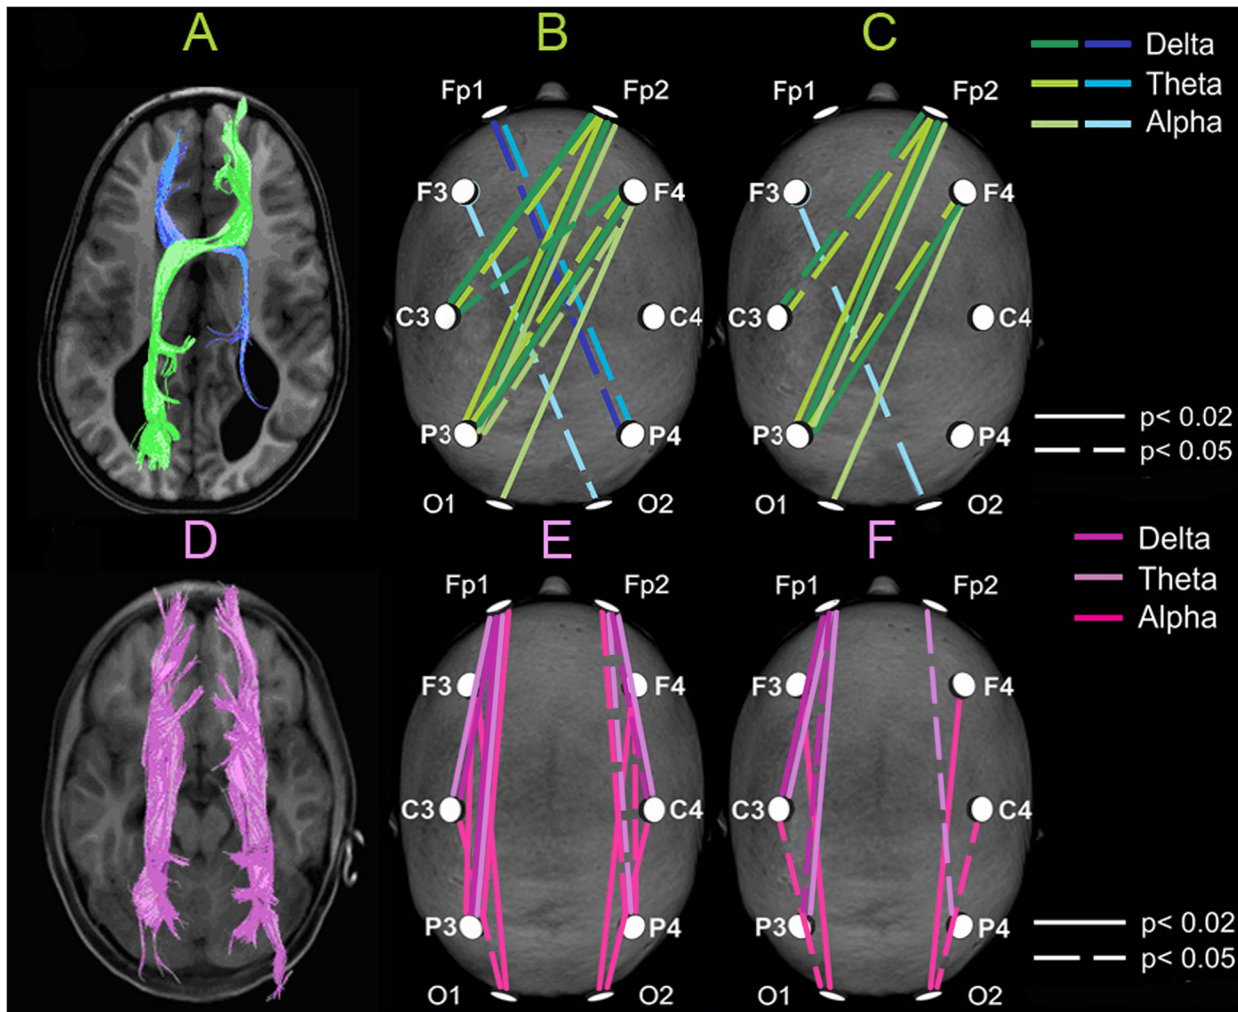 A B C
Delta
Theta
Alpha
Fp1 Fp2 Fp1 Fp2
F3 F4 F3 F4
C3 C4 C3 C4
P3 P4 P3 P4
O1 O2 O1 O2
p< 0.02
p< 0.05
D E F
Delta
Theta
Alpha
Fp1 Fp2 Fp1 Fp2
F3 F4 F3 F4
C3 C4 C3 C4
P3 P4 P3 P4
O1 O2 O1 O2
p< 0.02
p< 0.05